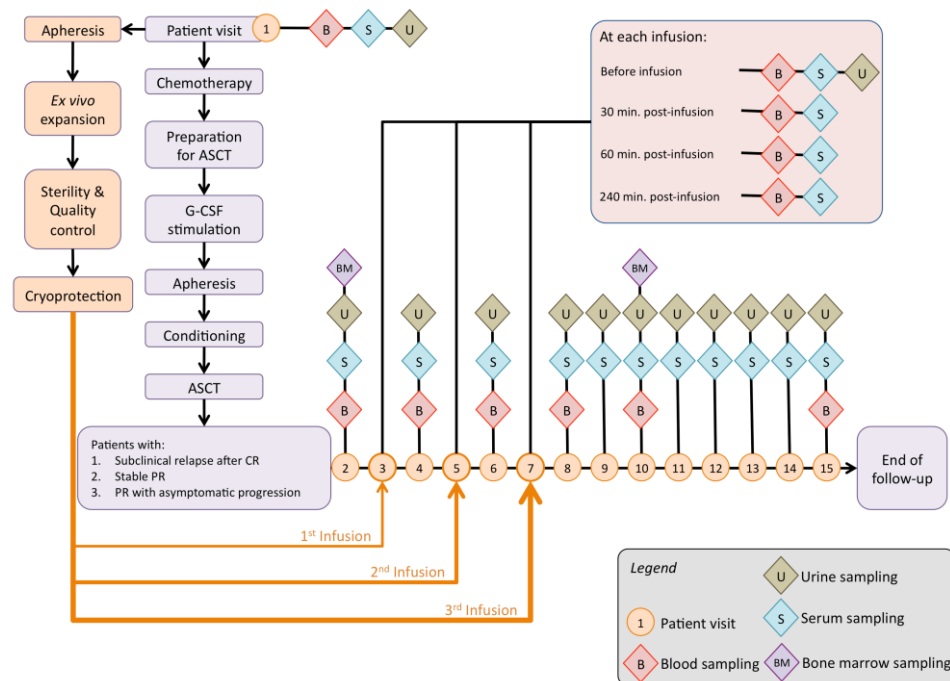 Apheresis
Patient visit
1
B
S
U
Ex vivo
expansion
Sterility &
Quality
control
Cryoprotection
Chemotherapy
Preparation
for ASCT
G-CSF
stimulation
Apheresis
Conditioning
ASCT
Patients with:
1. Subclinical relapse after CR
2. Stable PR
3. PR with asymptomatic progression
At each infusion:
Before infusion
B
S
U
30 min. post-infusion
B
S
60 min. post-infusion
B
S
240 min. post-infusion
B
S
BM
BM
U
U
U
U
U
U
U
U
U
U
U
S
S
S
S
S
S
S
S
S
S
S
B
B
B
B
B
B
2
3
4
5
6
7
8
9
10
11
12
13
14
15
End of
follow-up
1st Infusion
2nd Infusion
3rd Infusion
Legend
1 Patient visit
B Blood sampling
U Urine sampling
S Serum sampling
BM Bone marrow sampling